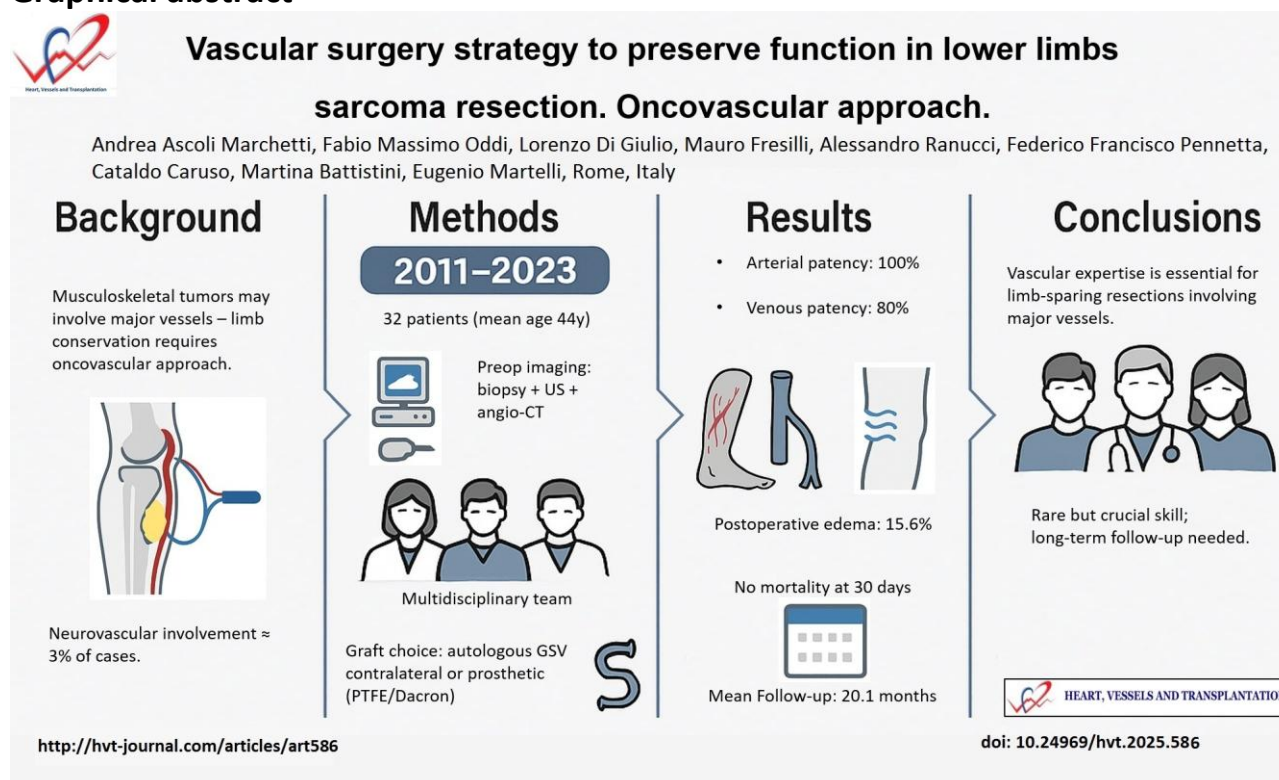 Graphical abstract
Heart, Vessels and Transplantation
Vascular surgery strategy to preserve function in lower limbs
sarcoma resection. Oncovascular approach.
Andrea Ascoli Marchetti, Fabio Massimo Oddi, Lorenzo Di Giulio, Mauro Fresilli, Alessandro Ranucci, Federico Francisco Pennetta,
Cataldo Caruso, Martina Battistini, Eugenio Martelli, Rome, Italy
Background
Musculoskeletal tumors may
involve major vessels – limb
conservation requires
oncovascular approach.
Neurovascular involvement ≈
3% of cases.
Methods
2011–2023
32 patients (mean age 44y)
Preop imaging:
biopsy + US +
angio-CT
Multidisciplinary team
Graft choice: autologous GSV
contralateral or prosthetic
(PTFE/Dacron)
Results
• Arterial patency: 100%
• Venous patency: 80%
Postoperative edema: 15.6%
No mortality at 30 days
Mean Follow-up: 20.1 months
Conclusions
Vascular expertise is essential for
limb-sparing resections involving
major vessels.
Rare but crucial skill;
long-term follow-up needed.
HEART, VESSELS AND TRANSPLANTATIO
http://hvt-journal.com/articles/art586
doi: 10.24969/hvt.2025.586